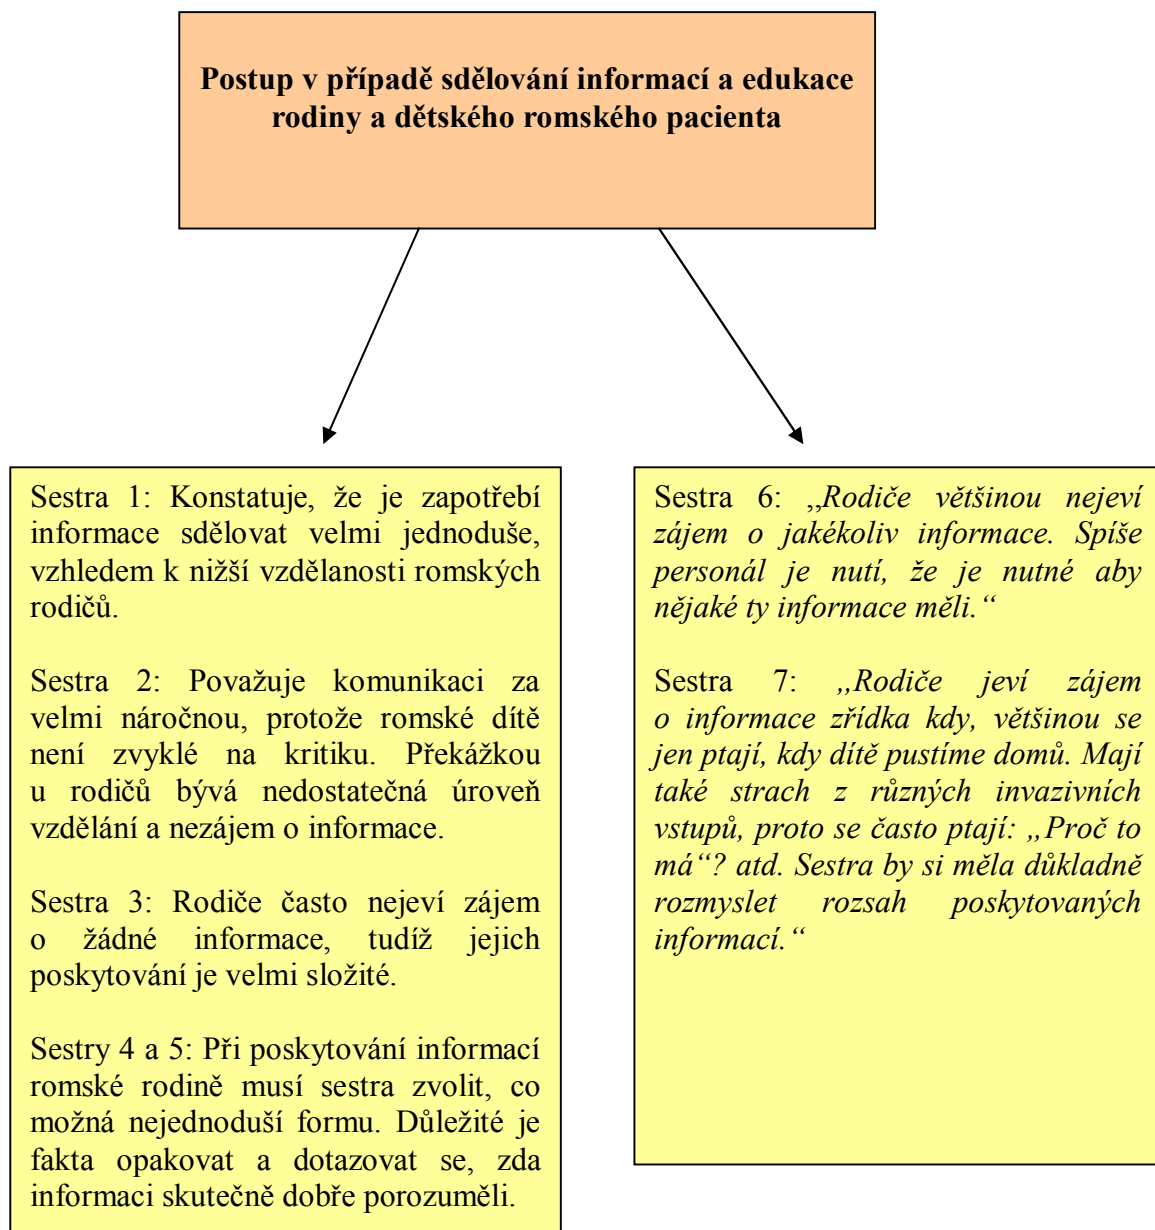 Postup v případě sdělování informací a edukace
rodiny a dětského romského pacienta
Sestra 1: Konstatuje, že je zapotřebí
informace sdělovat velmi jednoduše,
vzhledem k nižší vzdělanosti romských
rodičů.
Sestra 2: Považuje komunikaci za
velmi náročnou, protože romské dítě
není zvyklé na kritiku. Překážkou
u rodičů bývá nedostatečná úroveň
vzdělání a nezájem o informace.
Sestra 3: Rodiče často nejeví zájem
o žádné informace, tudíž jejich
poskytování je velmi složité.
Sestry 4 a 5: Při poskytování informací
romské rodině musí sestra zvolit, co
možná nejednoduší formu. Důležité je
fakta opakovat a dotazovat se, zda
informaci skutečně dobře porozuměli.
Sestra 6: ,,Rodiče většinou nejeví
zájem o jakékoliv informace. Spíše
personál je nutí, že je nutné aby
nějaké ty informace měli.“
Sestra 7: ,,Rodiče jeví zájem
o informace zřídka kdy, většinou se
jen ptají, kdy dítě pustíme domů. Mají
také strach z různých invazivních
vstupů, proto se často ptají: „Proč to
má“? atd. Sestra by si měla důkladně
rozmyslet rozsah poskytovaných
informací.“